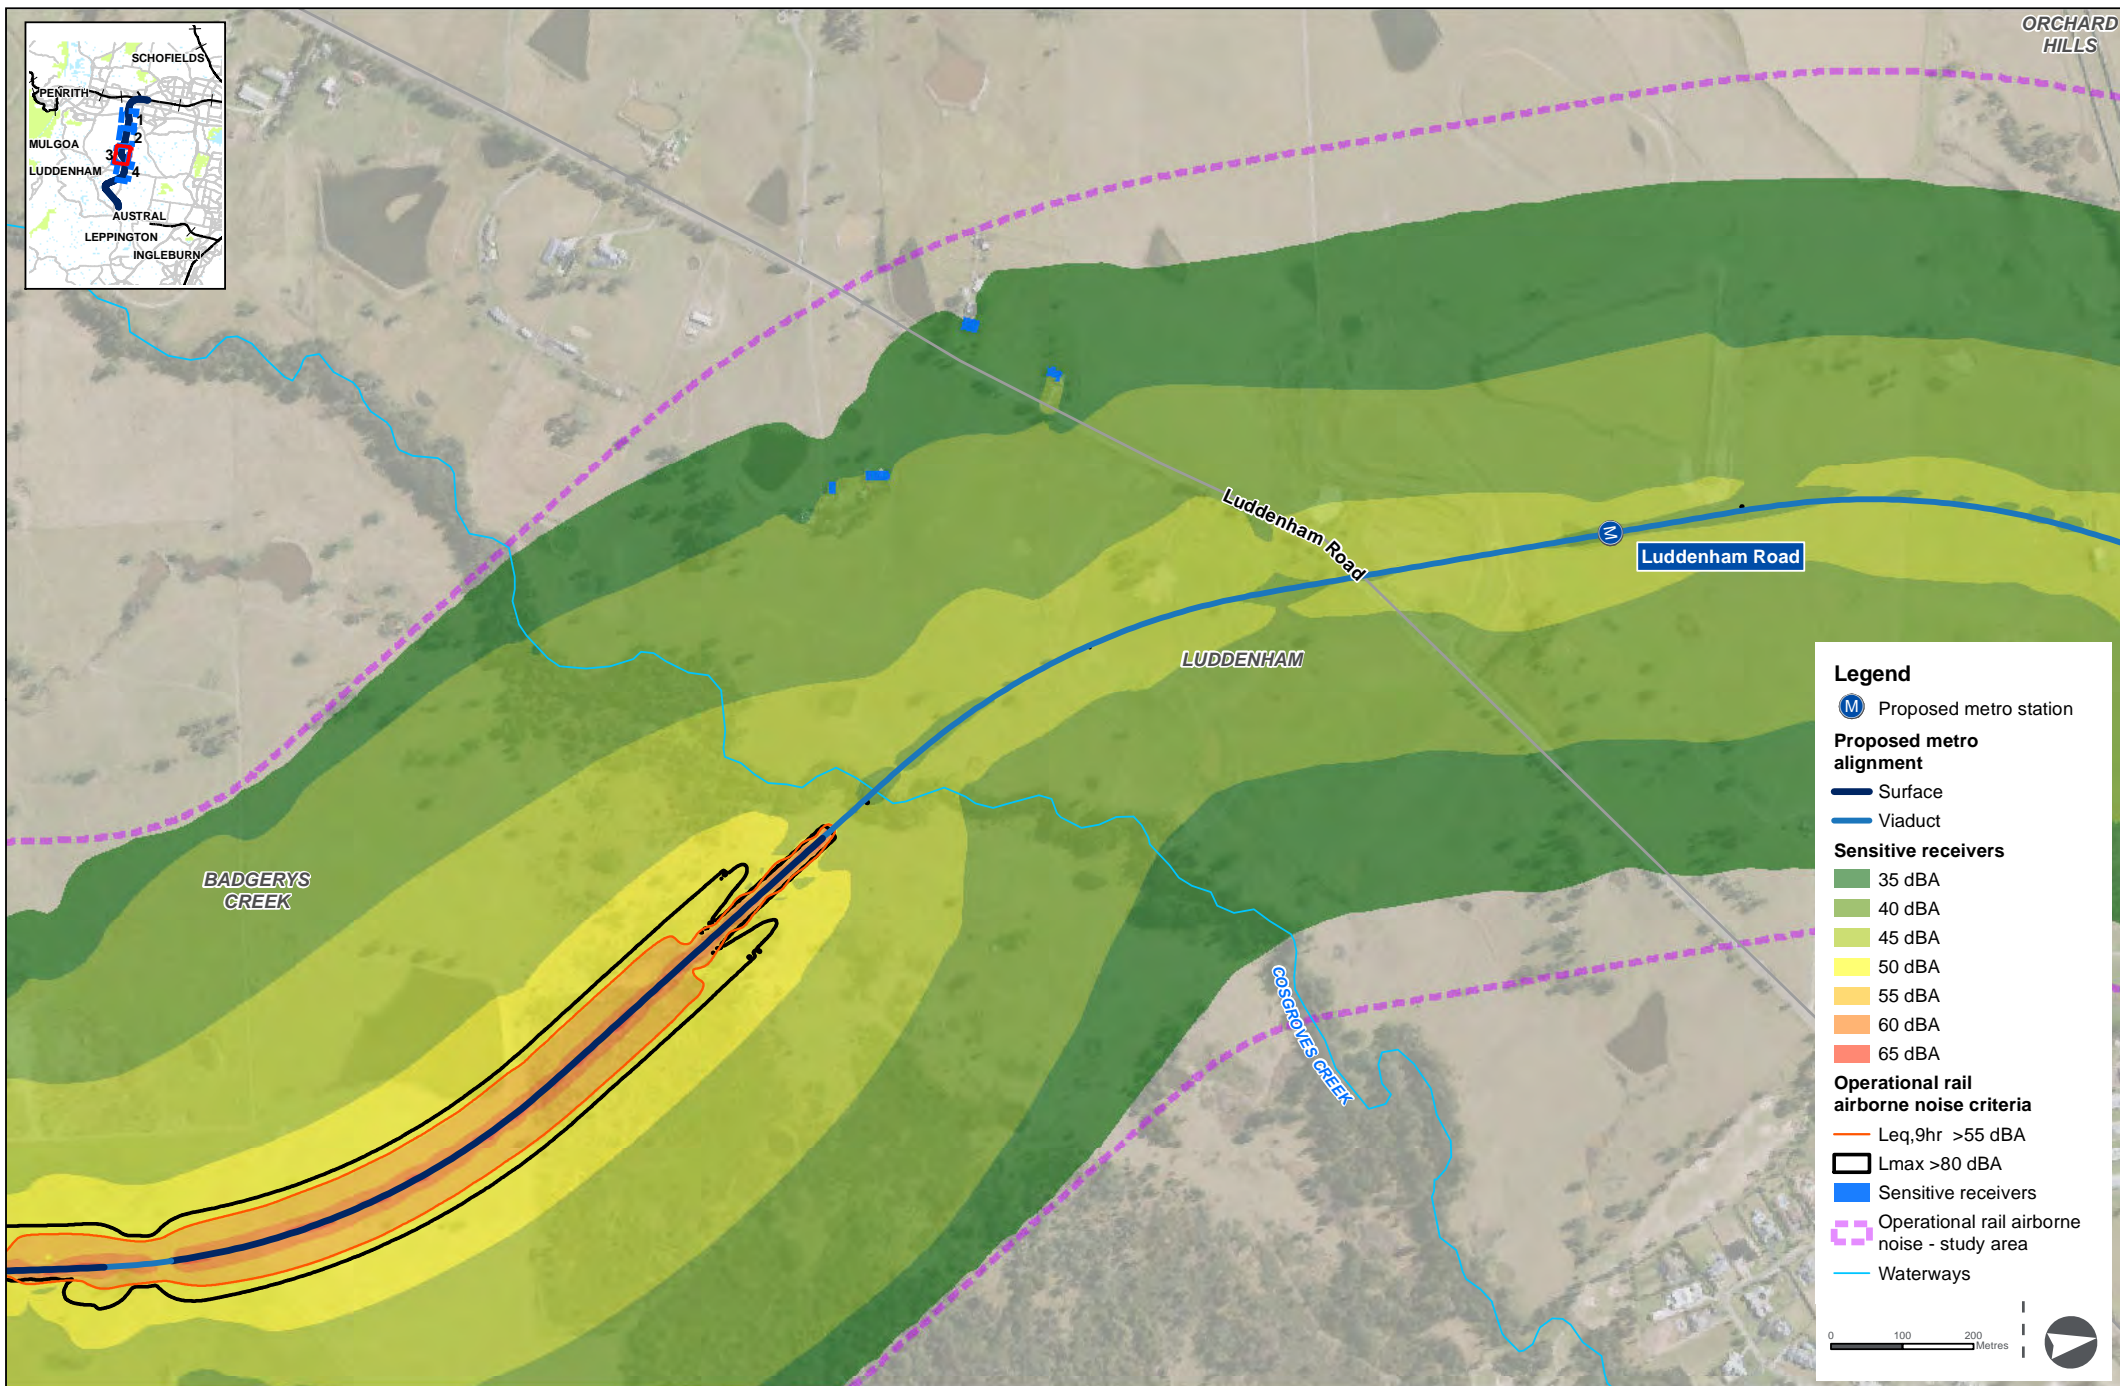 ORCHARD
HILLS
SCHOFIELDS
PENRITH
1
2
MULGOA
3
LUDDENHAM
4
AUSTRAL
LEPPINGTON
INGLEBURN
Luddenham Road
M
Luddenham Road
LUDDENHAM
BADGERYS
CREEK
COSGROVES CREEK
Legend
M Proposed metro station
Proposed metro
alignment
Surface
Viaduct
Sensitive receivers
35 dBA
40 dBA
45 dBA
50 dBA
55 dBA
60 dBA
65 dBA
Operational rail
airborne noise criteria
Leq,9hr >55 dBA
Lmax >80 dBA
Sensitive receivers
Operational rail airborne
noise - study area
Waterways
0 100 200
Metres